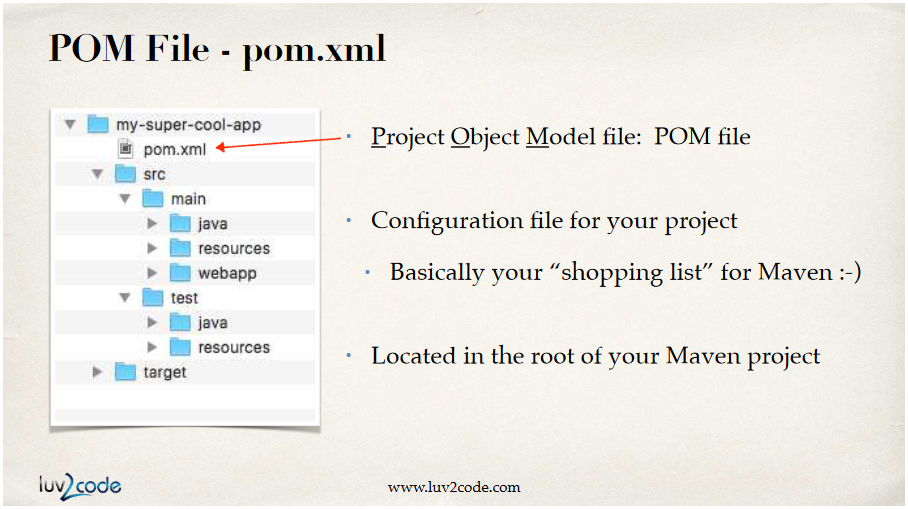 POM File - pom.xml
my-super-cool-app
pom.xml
src
main
java
resources
webapp
test
java
resources
target
Project Object Model file: POM file
Configuration file for your project
Basically your “shopping list” for Maven :-)
Located in the root of your Maven project
luv2code
www.luv2code.com